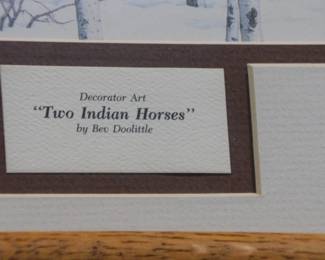 Decorator Art
"Two Indian Horses"
by Bev Doolittle